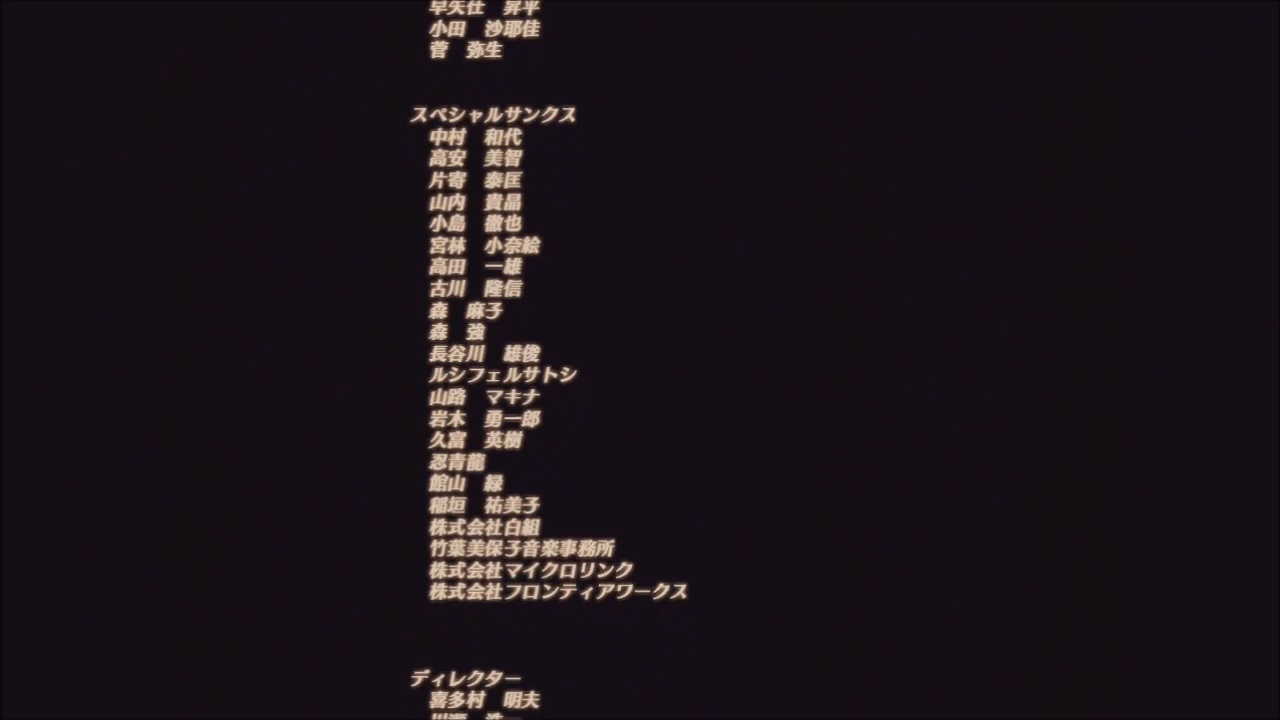 早矢仕　昇平
小田　沙耶佳
菅　弥生
スペシャルサンクス
中村　和代
高安　美智
片寄　泰匡
山内　貴晶
小島　徹也
宮林　小奈絵
高田　一雄
古川　隆信
森　麻子
森　強
長谷川　雄俊
ルシフェルサトシ
山路　マキナ
岩木　勇一郎
久富　英樹
忍青龍
館山　緑
稲垣　祐美子
株式会社白組
竹葉美保子音楽事務所
株式会社マイクロリンク
株式会社フロンティアワークス
ディレクター
喜多村　明夫